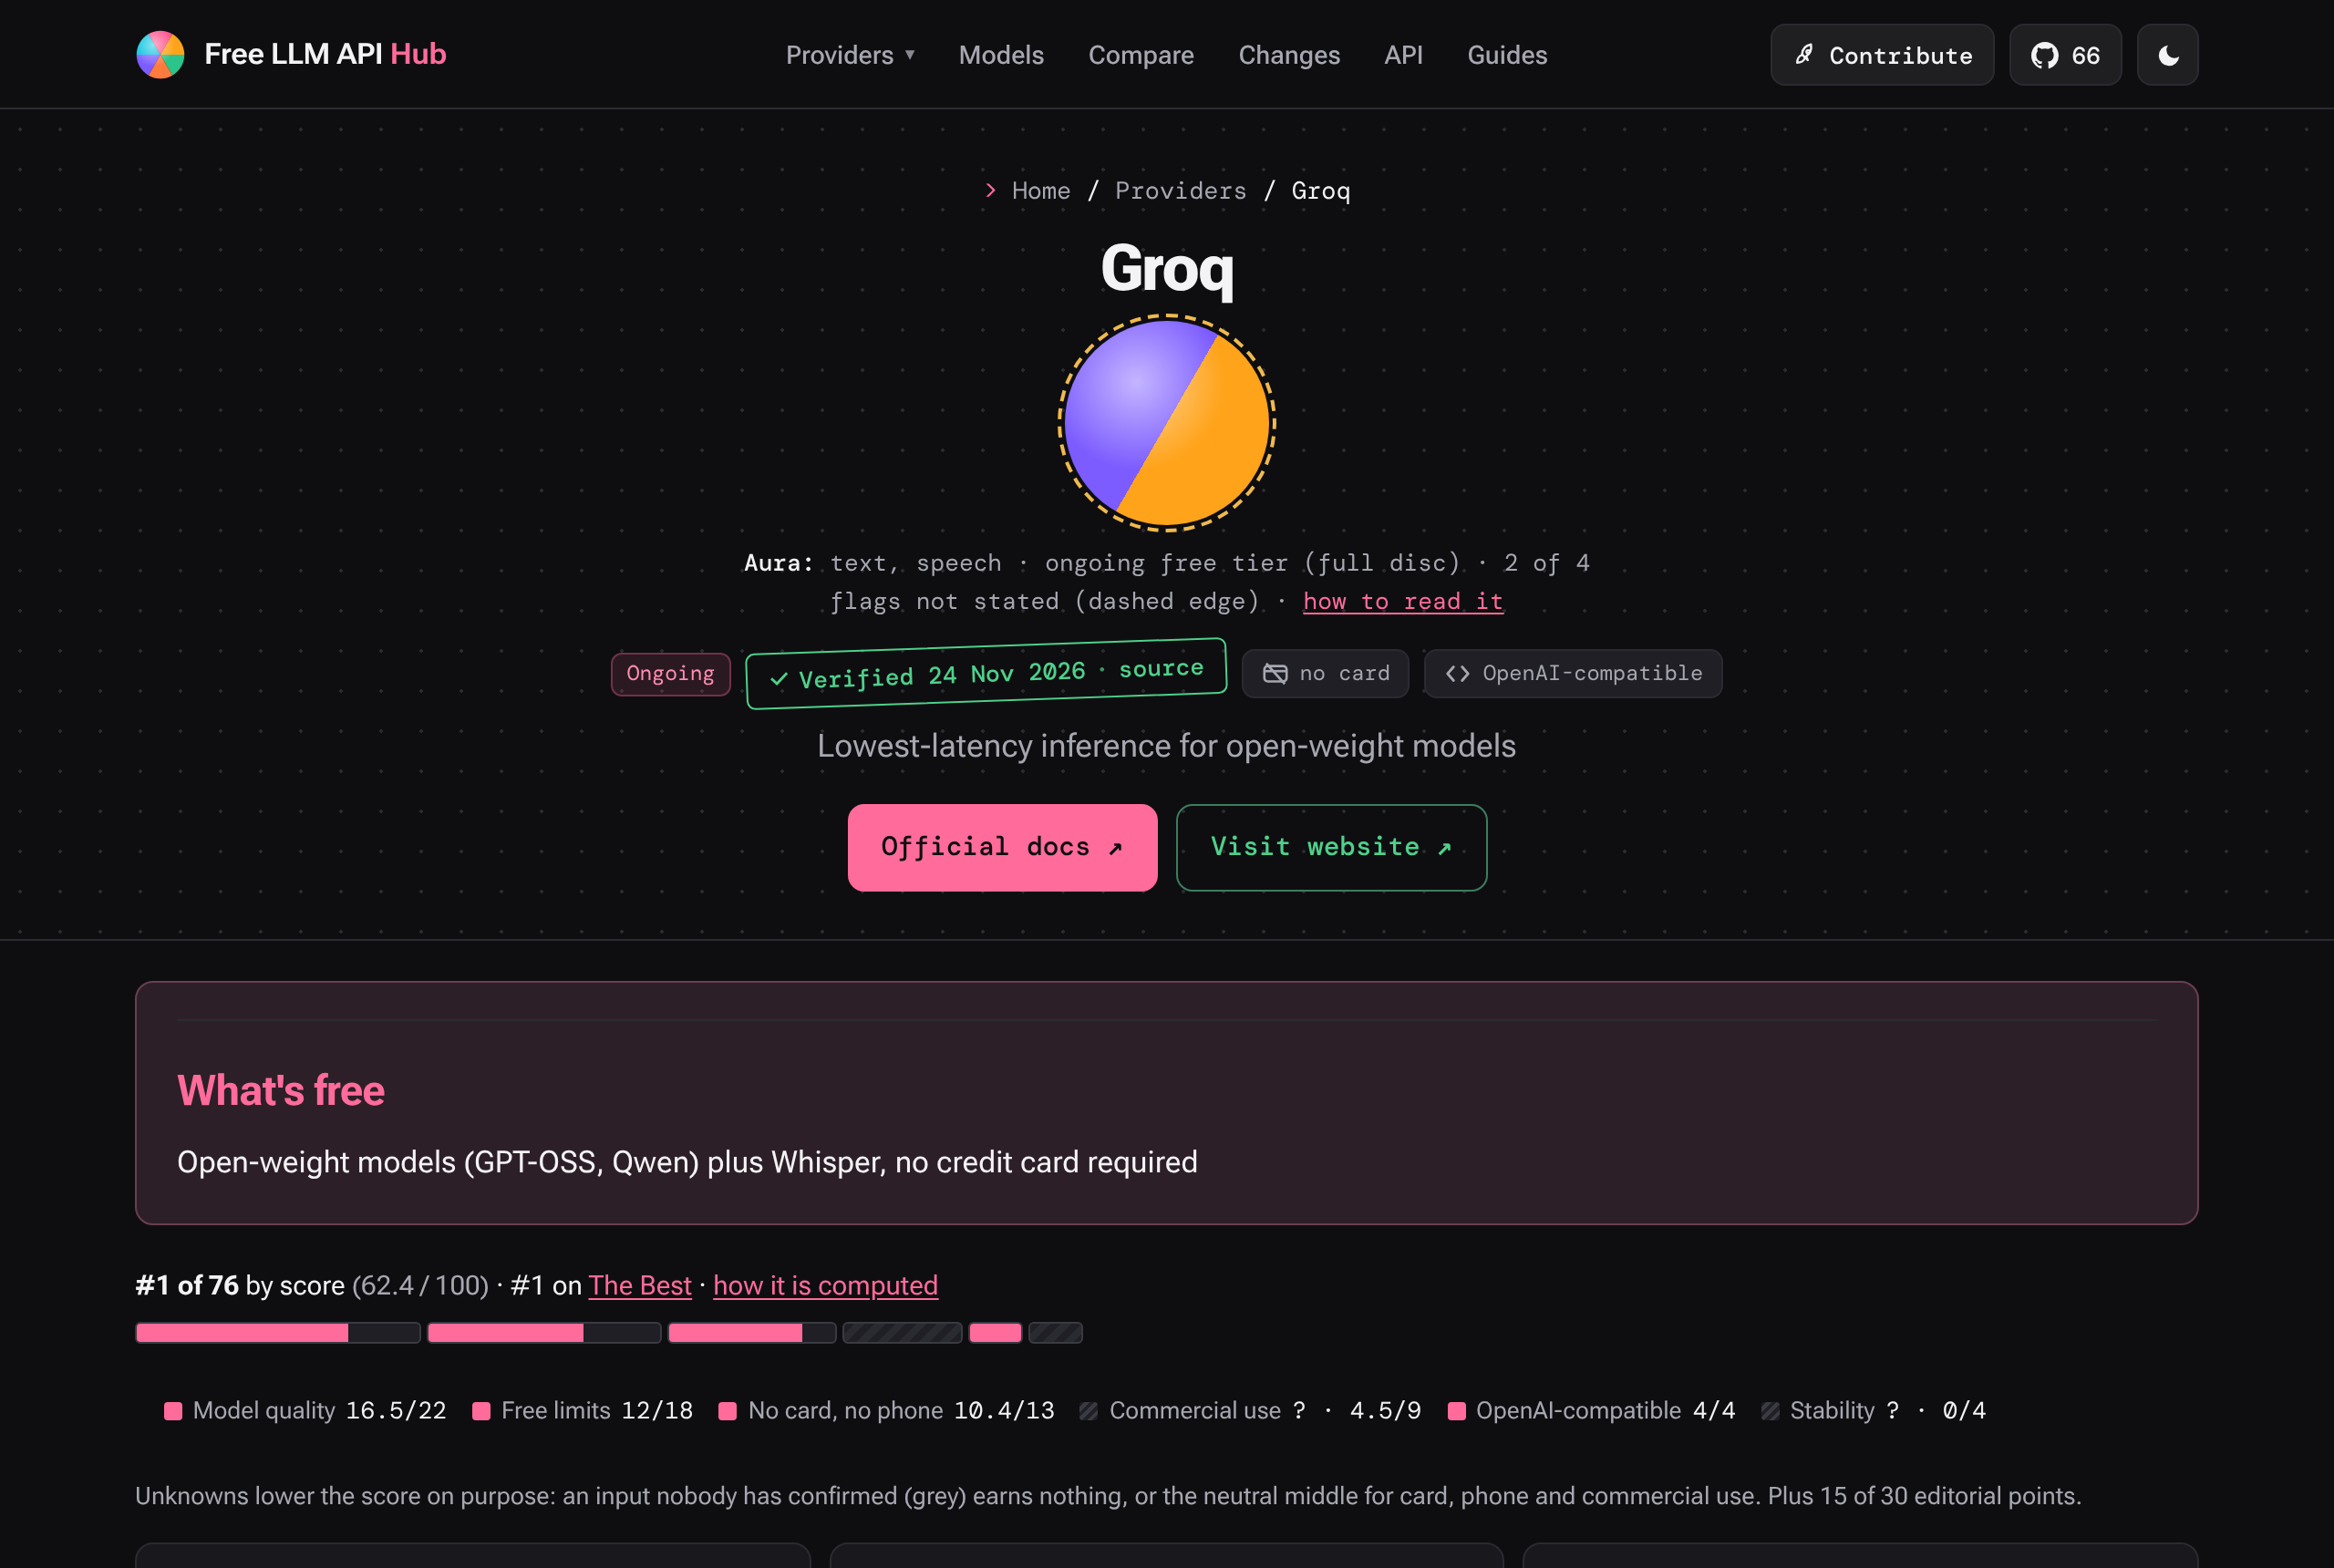 Free LLM API Hub
Providers ▾ Models Compare Changes API Guides
Contribute 66
> Home / Providers / Groq
Groq
Aura: text, speech · ongoing free tier (full disc) · 2 of 4
flags not stated (dashed edge) · how to read it
Ongoing ✓ Verified 24 Nov 2026 · source no card OpenAI-compatible
Lowest-latency inference for open-weight models
Official docs ↗ Visit website ↗
What's free
Open-weight models (GPT-OSS, Qwen) plus Whisper, no credit card required
#1 of 76 by score (62.4 / 100) · #1 on The Best · how it is computed
Model quality 16.5/22 Free limits 12/18 No card, no phone 10.4/13 Commercial use ? · 4.5/9 OpenAI-compatible 4/4 Stability ? · 0/4
Unknowns lower the score on purpose: an input nobody has confirmed (grey) earns nothing, or the neutral middle for card, phone and commercial use. Plus 15 of 30 editorial points.